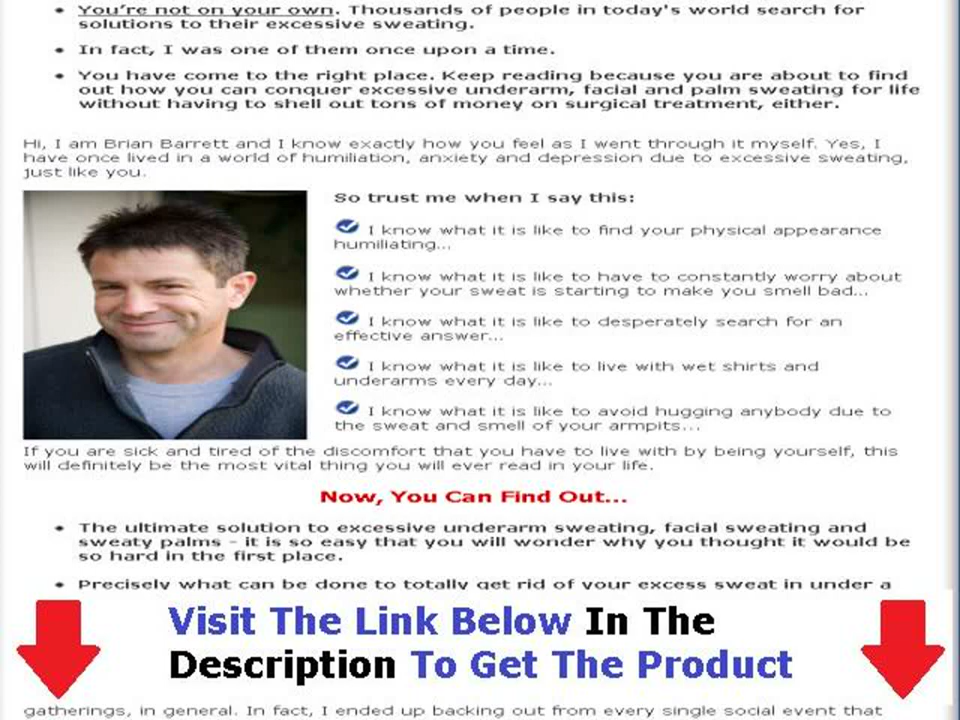 You're not on your own. Thousands of people in today's world search for
solutions to their excessive sweating.
In fact, I was one of them once upon a time.
You have come to the right place. Keep reading because you are about to find
out how you can conquer excessive underarm, facial and palm sweating for life
without having to shell out tons of money on surgical treatment, either.
Hi, I am Brian Barrett and I know exactly how you feel as I went through it myself. Yes, I
have once lived in a world of humiliation, anxiety and depression due to excessive sweating,
just like you.
So trust me when I say this:
I know what it is like to find your physical appearance
humiliating...
I know what it is like to have to constantly worry about
whether your sweat is starting to make you smell bad...
I know what it is like to desperately search for an
effective answer...
I know what it is like to live with wet shirts and
underarms every day...
I know what it is like to avoid hugging anybody due to
the sweat and smell of your armpits...
If you are sick and tired of the discomfort that you have to live with by being yourself, this
will definitely be the most vital thing you will ever read in your life.
Now, You Can Find Out...
The ultimate solution to excessive underarm sweating, facial sweating and
sweaty palms - it is so easy that you will wonder why you thought it would be
so hard in the first place.
Precisely what can be done to totally get rid of your excess sweat in under a
Visit The Link Below In The
Description To Get The Product
gatherings, in general. In fact, I ended up backing out from every single social event that